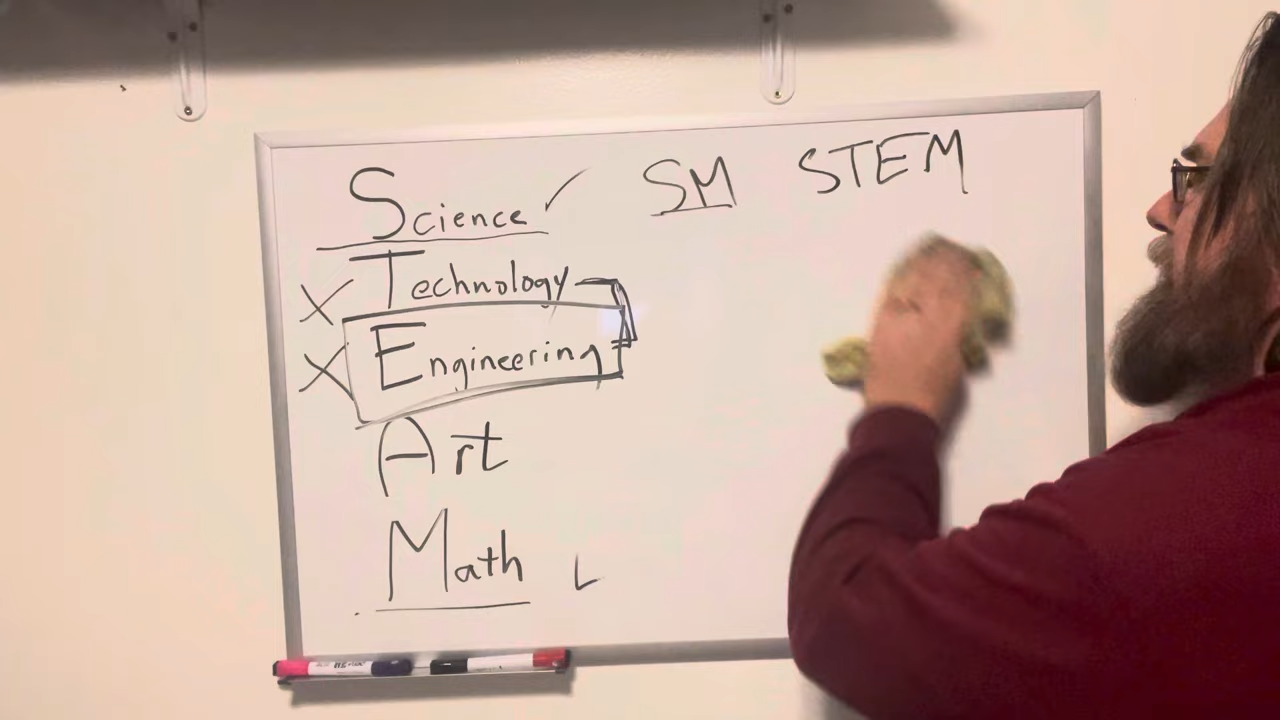 Science SM STEM
Technology
Engineering
Art
Math